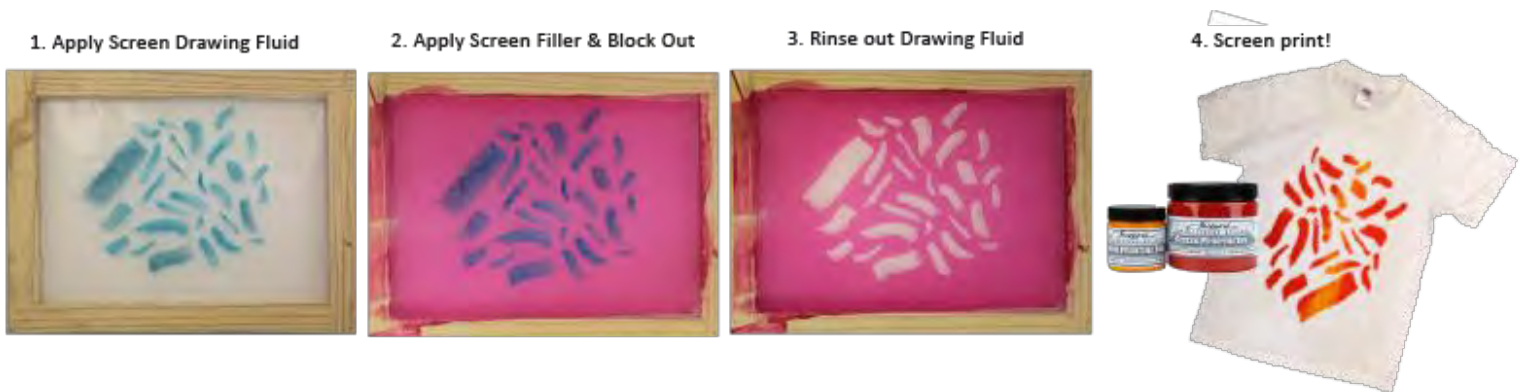 1. Apply Screen Drawing Fluid
2. Apply Screen Filler & Block Out
3. Rinse out Drawing Fluid
4. Screen print!